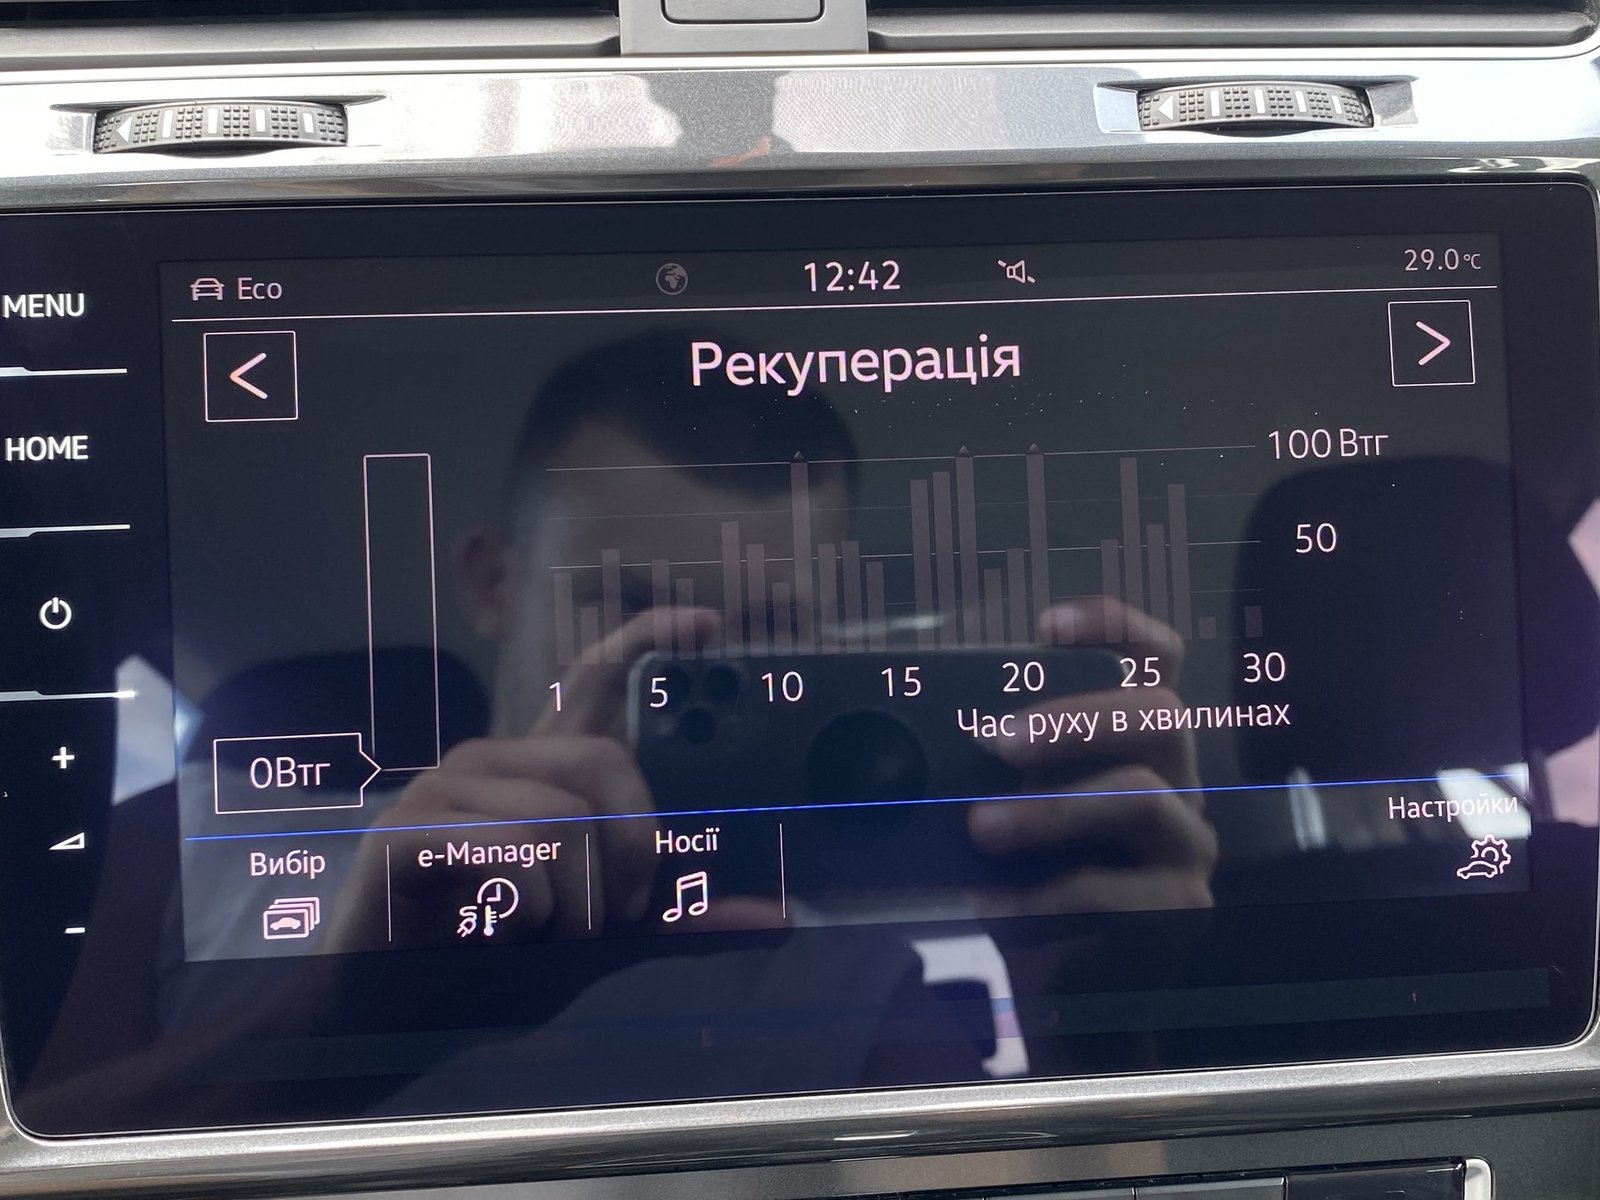 MENU
HOME
Eco
12:42
29.0°C
Рекуперація
100 Втг
50
1 5 10 15 20 25 30
Час руху в хвилинах
0Втг
Вибір
e-Manager
Носії
Настройки